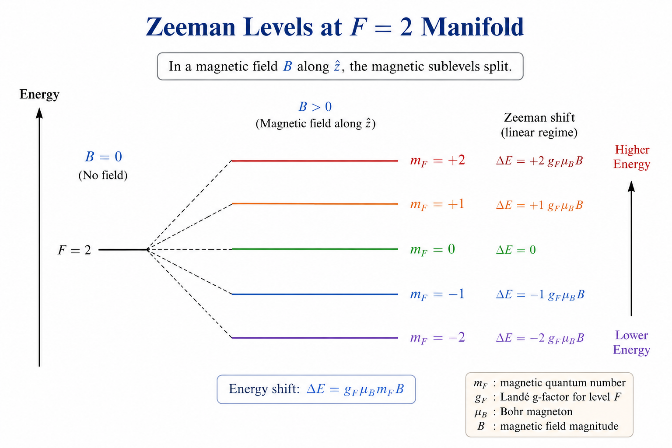 Zeeman Levels at F = 2 Manifold
In a magnetic field B along ẑ, the magnetic sublevels split.
Energy
B = 0
(No field)
F = 2
B > 0
(Magnetic field along ẑ)
Zeeman shift
(linear regime)
m_F = +2 ΔE = +2 g_F μ_B B
m_F = +1 ΔE = +1 g_F μ_B B
m_F = 0 ΔE = 0
m_F = −1 ΔE = −1 g_F μ_B B
m_F = −2 ΔE = −2 g_F μ_B B
Higher
Energy
Lower
Energy
Energy shift: ΔE = g_F μ_B m_F B
m_F : magnetic quantum number
g_F : Landé g-factor for level F
μ_B : Bohr magneton
B : magnetic field magnitude